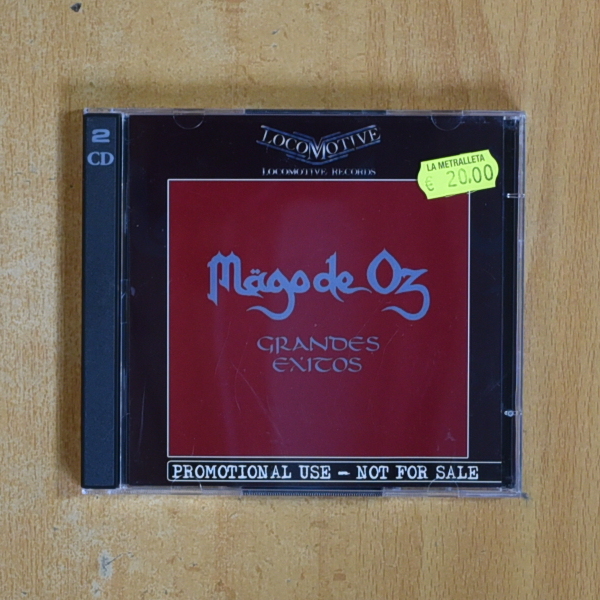 2
CD
LOCOMOTIVE
LOCOMOTIVE RECORDS
LA METRALLETA
€ 20.00
Mägo de Oz
GRANDES
EXITOS
PROMOTIONAL USE - NOT FOR SALE